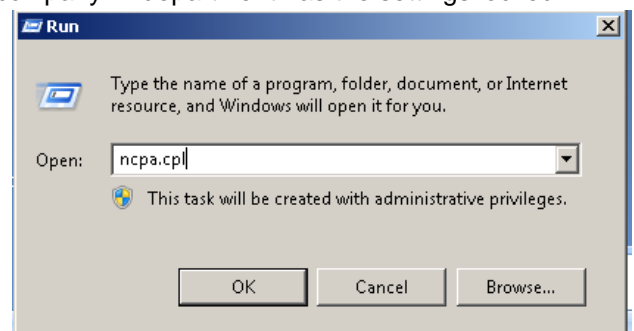 Run
Type the name of a program, folder, document, or Internet
resource, and Windows will open it for you.
Open:
ncpa.cpl
This task will be created with administrative privileges.
OK
Cancel
Browse...